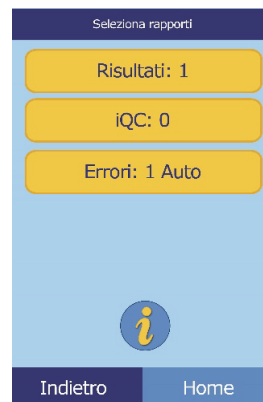 Seleziona rapporti
Risultati: 1
iQC: 0
Errori: 1 Auto
i
Indietro Home